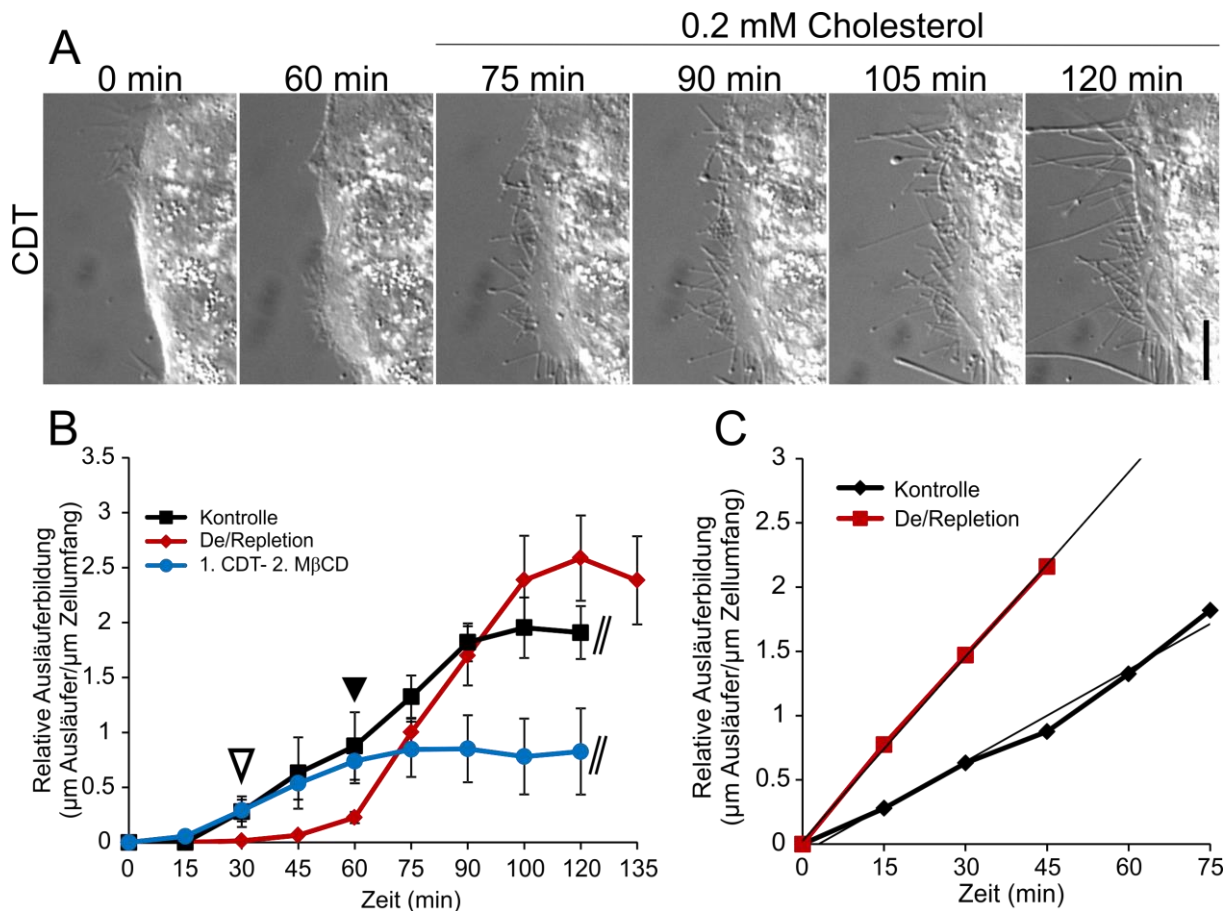 A
0.2 mM Cholesterol
0 min 60 min 75 min 90 min 105 min 120 min
CDT
B
Relative Ausläuferbildung
(µm Ausläufer/µm Zellumfang)
3.5
3
2.5
2
1.5
1
0.5
0
Kontrolle
De/Repletion
1. CDT- 2. MβCD
0 15 30 45 60 75 90 100 120 135
Zeit (min)
C
Relative Ausläuferbildung
(µm Ausläufer/µm Zellumfang)
3
2.5
2
1.5
1
0.5
0
Kontrolle
De/Repletion
0 15 30 45 60 75
Zeit (min)